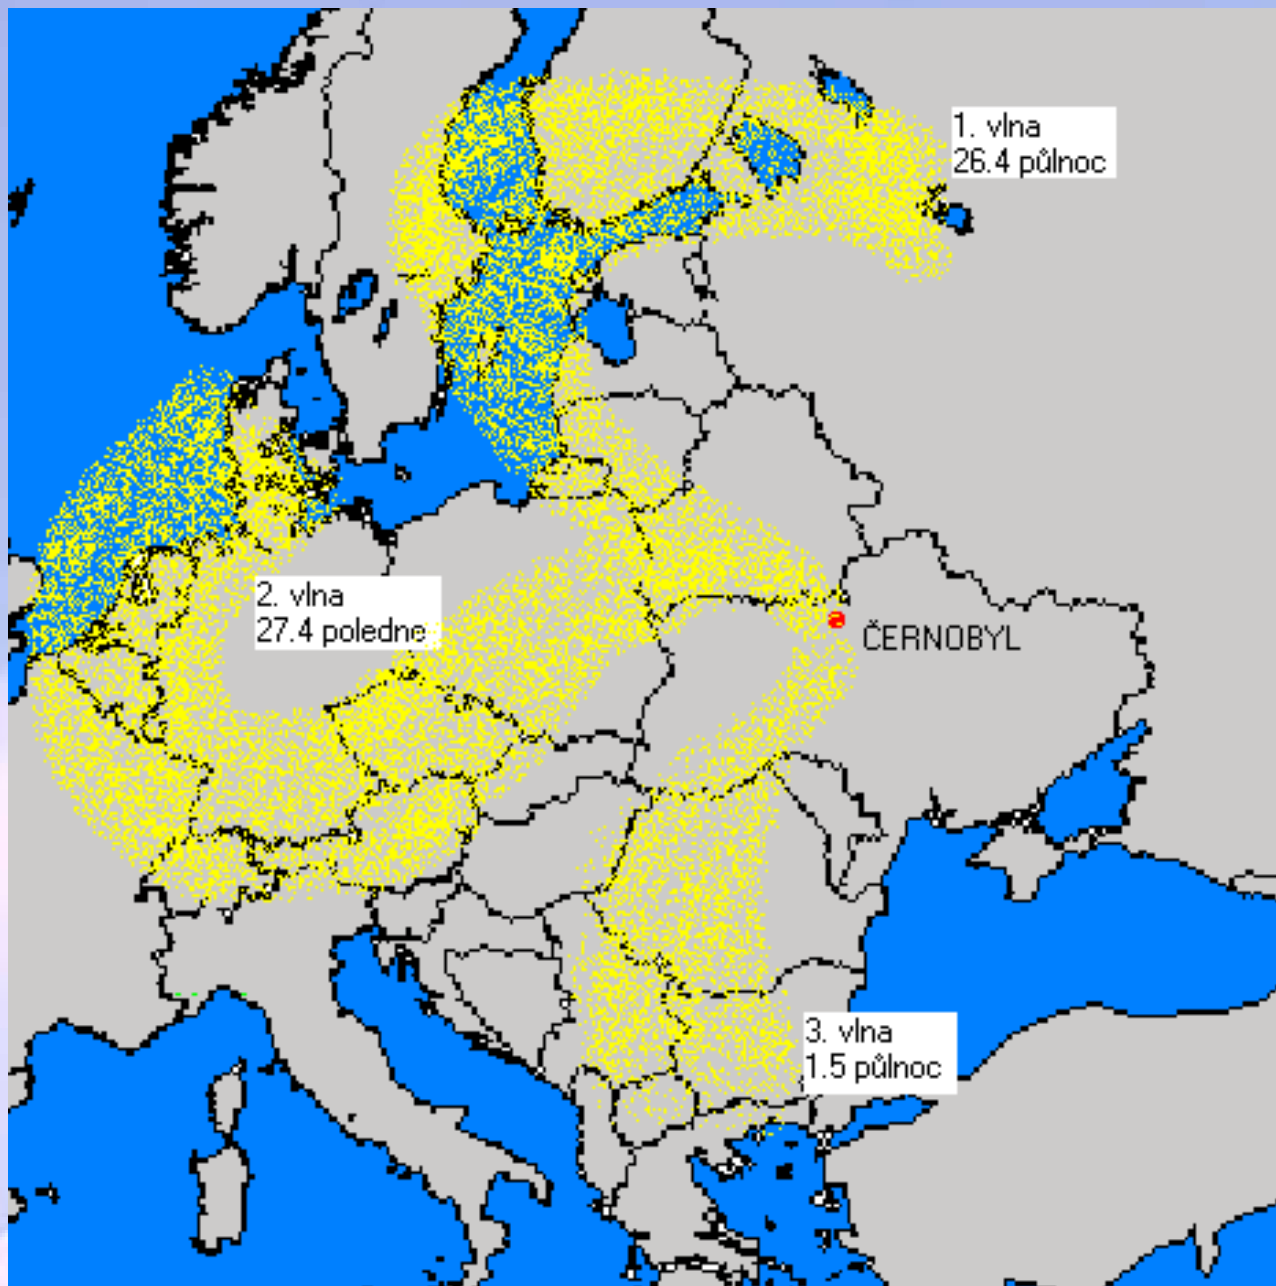 1. vlna
26.4 půlnoc
2. vlna
27.4 poledne
ČERNOBYL
3. vlna
1.5 půlnoc